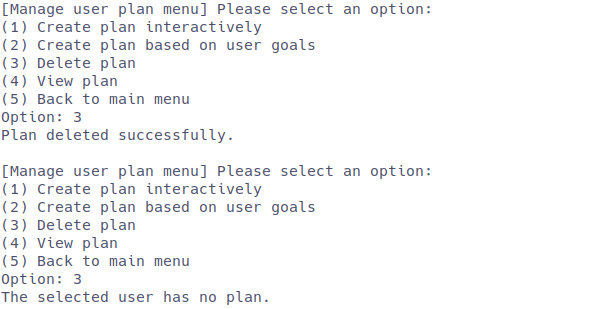 [Manage user plan menu] Please select an option:
(1) Create plan interactively
(2) Create plan based on user goals
(3) Delete plan
(4) View plan
(5) Back to main menu
Option: 3
Plan deleted successfully.

[Manage user plan menu] Please select an option:
(1) Create plan interactively
(2) Create plan based on user goals
(3) Delete plan
(4) View plan
(5) Back to main menu
Option: 3
The selected user has no plan.